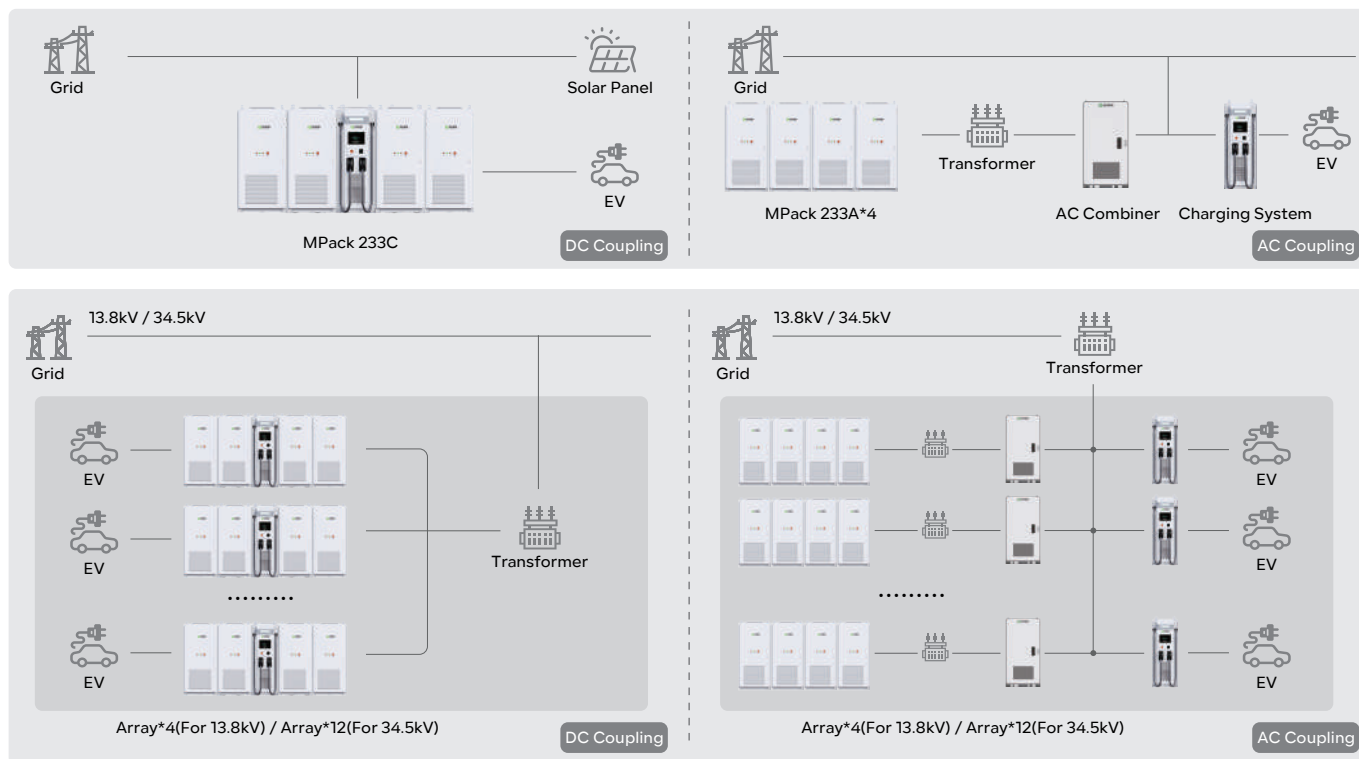 Grid
Solar Panel
EV
MPack 233C
DC Coupling
Grid
Transformer
EV
MPack 233A*4
AC Combiner
Charging System
AC Coupling
13.8kV / 34.5kV
Grid
EV
EV
Transformer
.........
EV
Array*4(For 13.8kV) / Array*12(For 34.5kV)
DC Coupling
13.8kV / 34.5kV
Grid
Transformer
EV
EV
.........
EV
Array*4(For 13.8kV) / Array*12(For 34.5kV)
AC Coupling